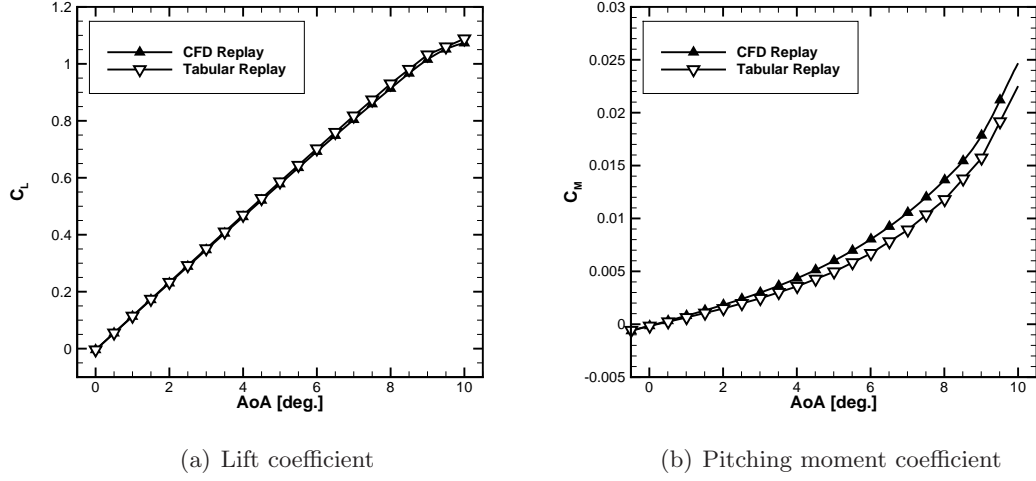 CFD Replay
Tabular Replay
C_L
1.2
1
0.8
0.6
0.4
0.2
0
0 2 4 6 8 10
AoA [deg.]
(a) Lift coefficient
CFD Replay
Tabular Replay
C_M
0.03
0.025
0.02
0.015
0.01
0.005
0
-0.005
0 2 4 6 8 10
AoA [deg.]
(b) Pitching moment coefficient